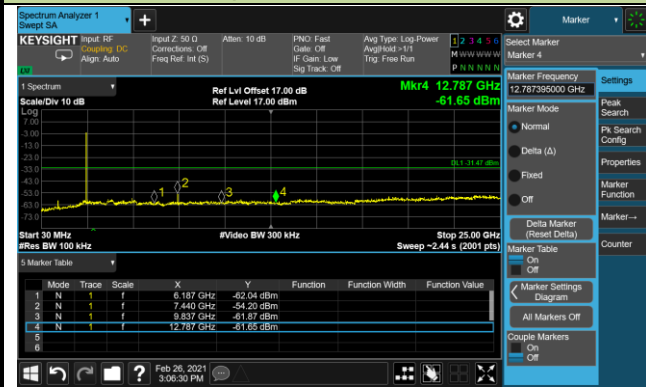 Spectrum Analyzer 1
Swept SA
Marker
KEYSIGHT
Input: RF
Coupling: DC
Align: Auto
Input Z: 50 Ω
Corrections: Off
Freq Ref: Int (S)
Atten: 10 dB
PNO: Fast
Gate: Off
IF Gain: Low
Sig Track: Off
Avg Type: Log-Power
Avg|Hold:>1/1
Trig: Free Run
1 2 3 4 5 6
M W W W W W
P N N N N N
LW
Select Marker
Marker 4
1 Spectrum
Scale/Div 10 dB
Log
Ref Lvl Offset 17.00 dB
Ref Level 17.00 dBm
Mkr4 12.787 GHz
-61.65 dBm
7.00
-3.00
-13.0
-23.0
-33.0
-43.0
-53.0
-63.0
-73.0
DL1 -31.47 dBm
1
2
3
4
Start 30 MHz
#Res BW 100 kHz
#Video BW 300 kHz
Stop 25.00 GHz
Sweep ~2.44 s (2001 pts)
5 Marker Table
Mode Trace Scale X Y Function Function Width Function Value
1 N 1 f 6.187 GHz -62.04 dBm
2 N 1 f 7.440 GHz -54.20 dBm
3 N 1 f 9.837 GHz -61.87 dBm
4 N 1 f 12.787 GHz -61.65 dBm
5
6
Marker Frequency
12.787395000 GHz
Marker Mode
Normal
Delta (Δ)
Fixed
Off
Delta Marker
(Reset Delta)
Marker Table
On
Off
Marker Settings
Diagram
All Markers Off
Couple Markers
On
Off
Settings
Peak
Search
Pk Search
Config
Properties
Marker
Function
Marker→
Counter
Feb 26, 2021
3:06:30 PM